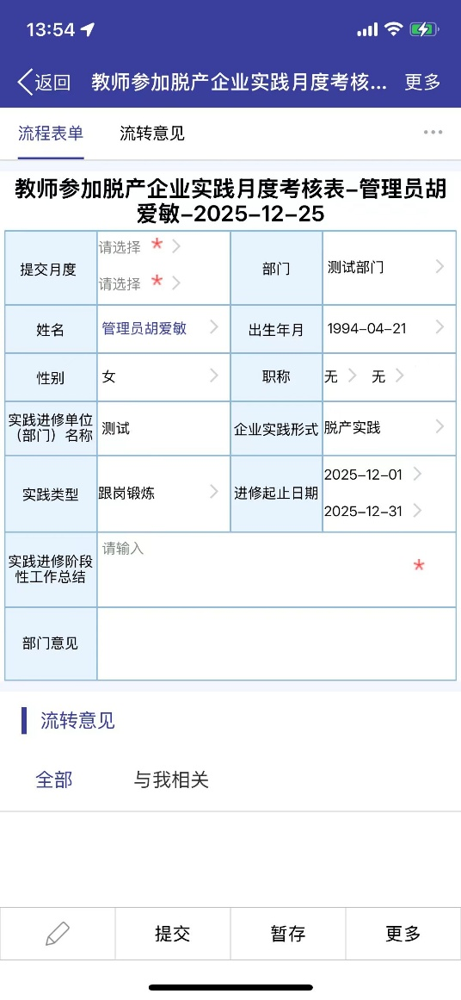 13:54
返回 教师参加脱产企业实践月度考核... 更多
流程表单 流转意见
教师参加脱产企业实践月度考核表-管理员胡
爱敏-2025-12-25
提交月度 请选择 * 部门 测试部门
请选择 *
姓名 管理员胡爱敏 出生年月 1994-04-21
性别 女 职称 无 无
实践进修单位
（部门）名称 测试 企业实践形式 脱产实践
实践类型 跟岗锻炼 进修起止日期 2025-12-01
2025-12-31
实践进修阶段
性工作总结 请输入 *
部门意见
流转意见
全部 与我相关
提交 暂存 更多